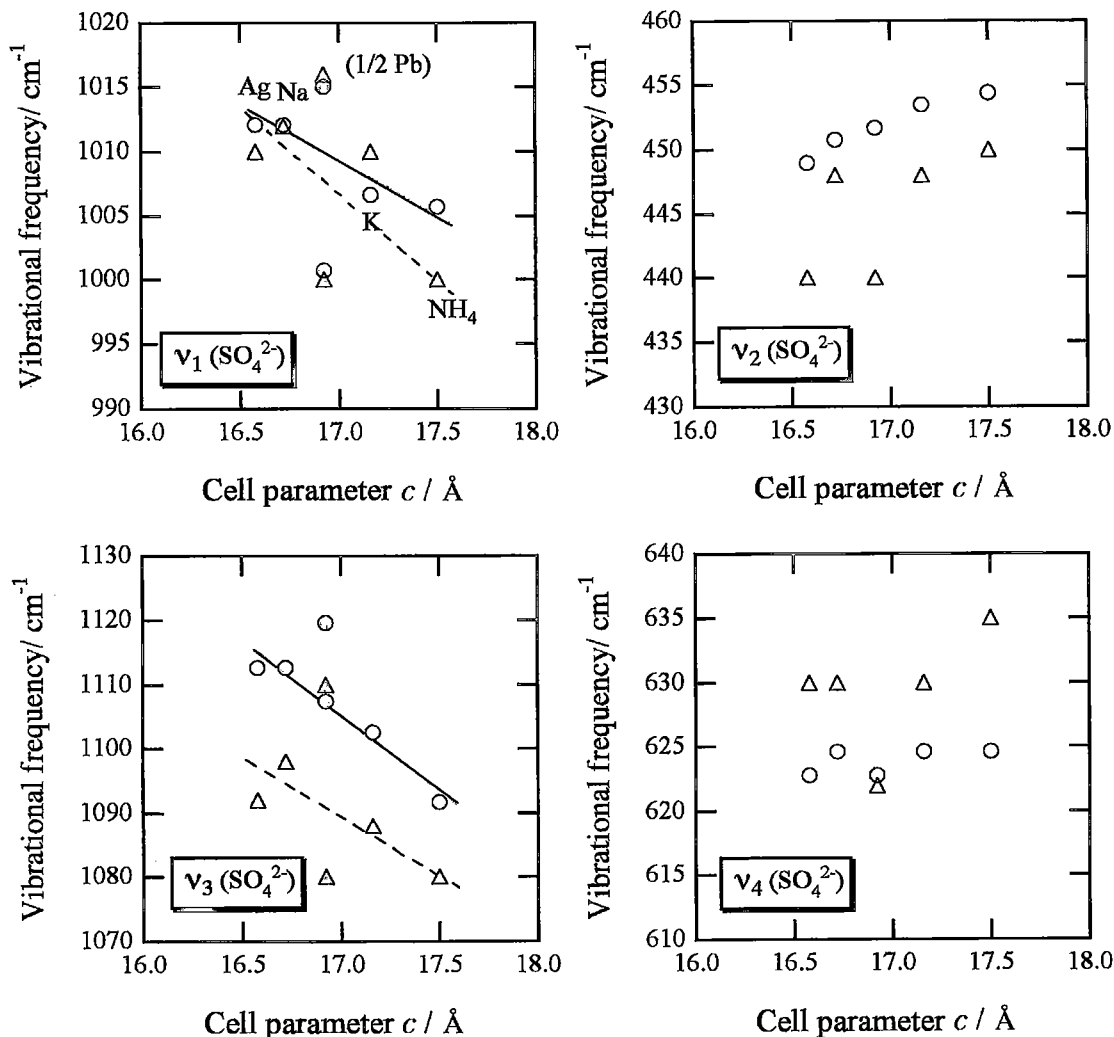 Vibrational frequency/ cm⁻¹
1020
1015
1010
1005
1000
995
990
Ag Na
(1/2 Pb)
K
NH₄
ν₁ (SO₄²⁻)
16.0 16.5 17.0 17.5 18.0
Cell parameter c / Å
Vibrational frequency/ cm⁻¹
460
455
450
445
440
435
430
ν₂ (SO₄²⁻)
16.0 16.5 17.0 17.5 18.0
Cell parameter c / Å
Vibrational frequency/ cm⁻¹
1130
1120
1110
1100
1090
1080
1070
ν₃ (SO₄²⁻)
16.0 16.5 17.0 17.5 18.0
Cell parameter c / Å
Vibrational frequency/ cm⁻¹
640
635
630
625
620
615
610
ν₄ (SO₄²⁻)
16.0 16.5 17.0 17.5 18.0
Cell parameter c / Å